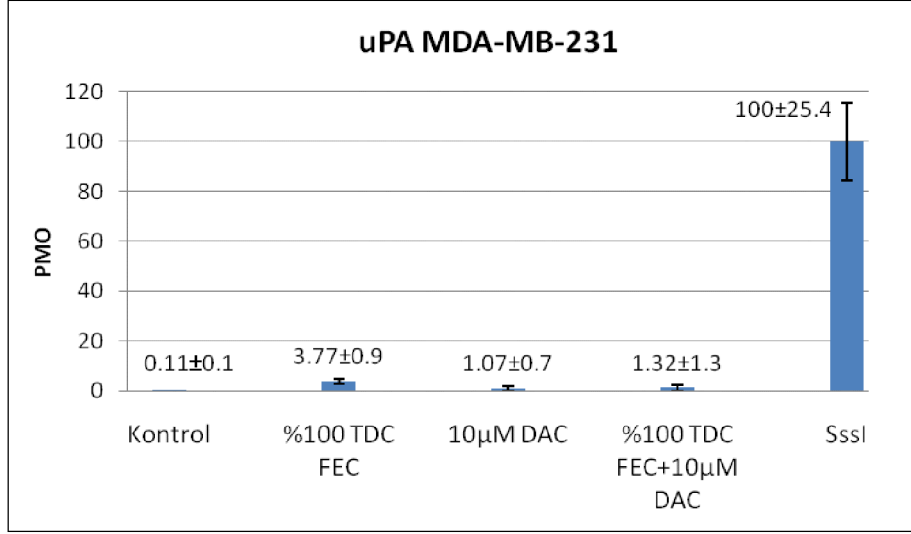 uPA MDA-MB-231
PMO
120
100
80
60
40
20
0
0.11±0.1
3.77±0.9
1.07±0.7
1.32±1.3
100±25.4
Kontrol
%100 TDC
FEC
10µM DAC
%100 TDC
FEC+10µM
DAC
SssI